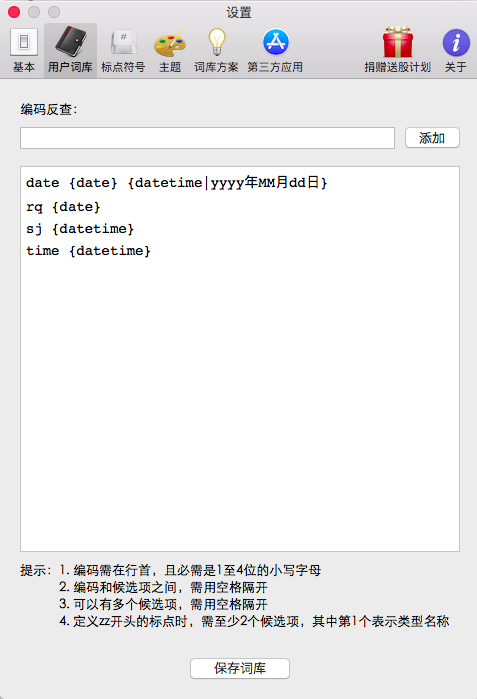 设置
基本 用户词库 标点符号 主题 词库方案 第三方应用 捐赠送股计划 关于
编码反查:
添加
date {date} {datetime|yyyy年MM月dd日}
rq {date}
sj {datetime}
time {datetime}
提示: 1. 编码需在行首，且必需是1至4位的小写字母
2. 编码和候选项之间，需用空格隔开
3. 可以有多个候选项，需用空格隔开
4. 定义zz开头的标点时，需至少2个候选项，其中第1个表示类型名称
保存词库